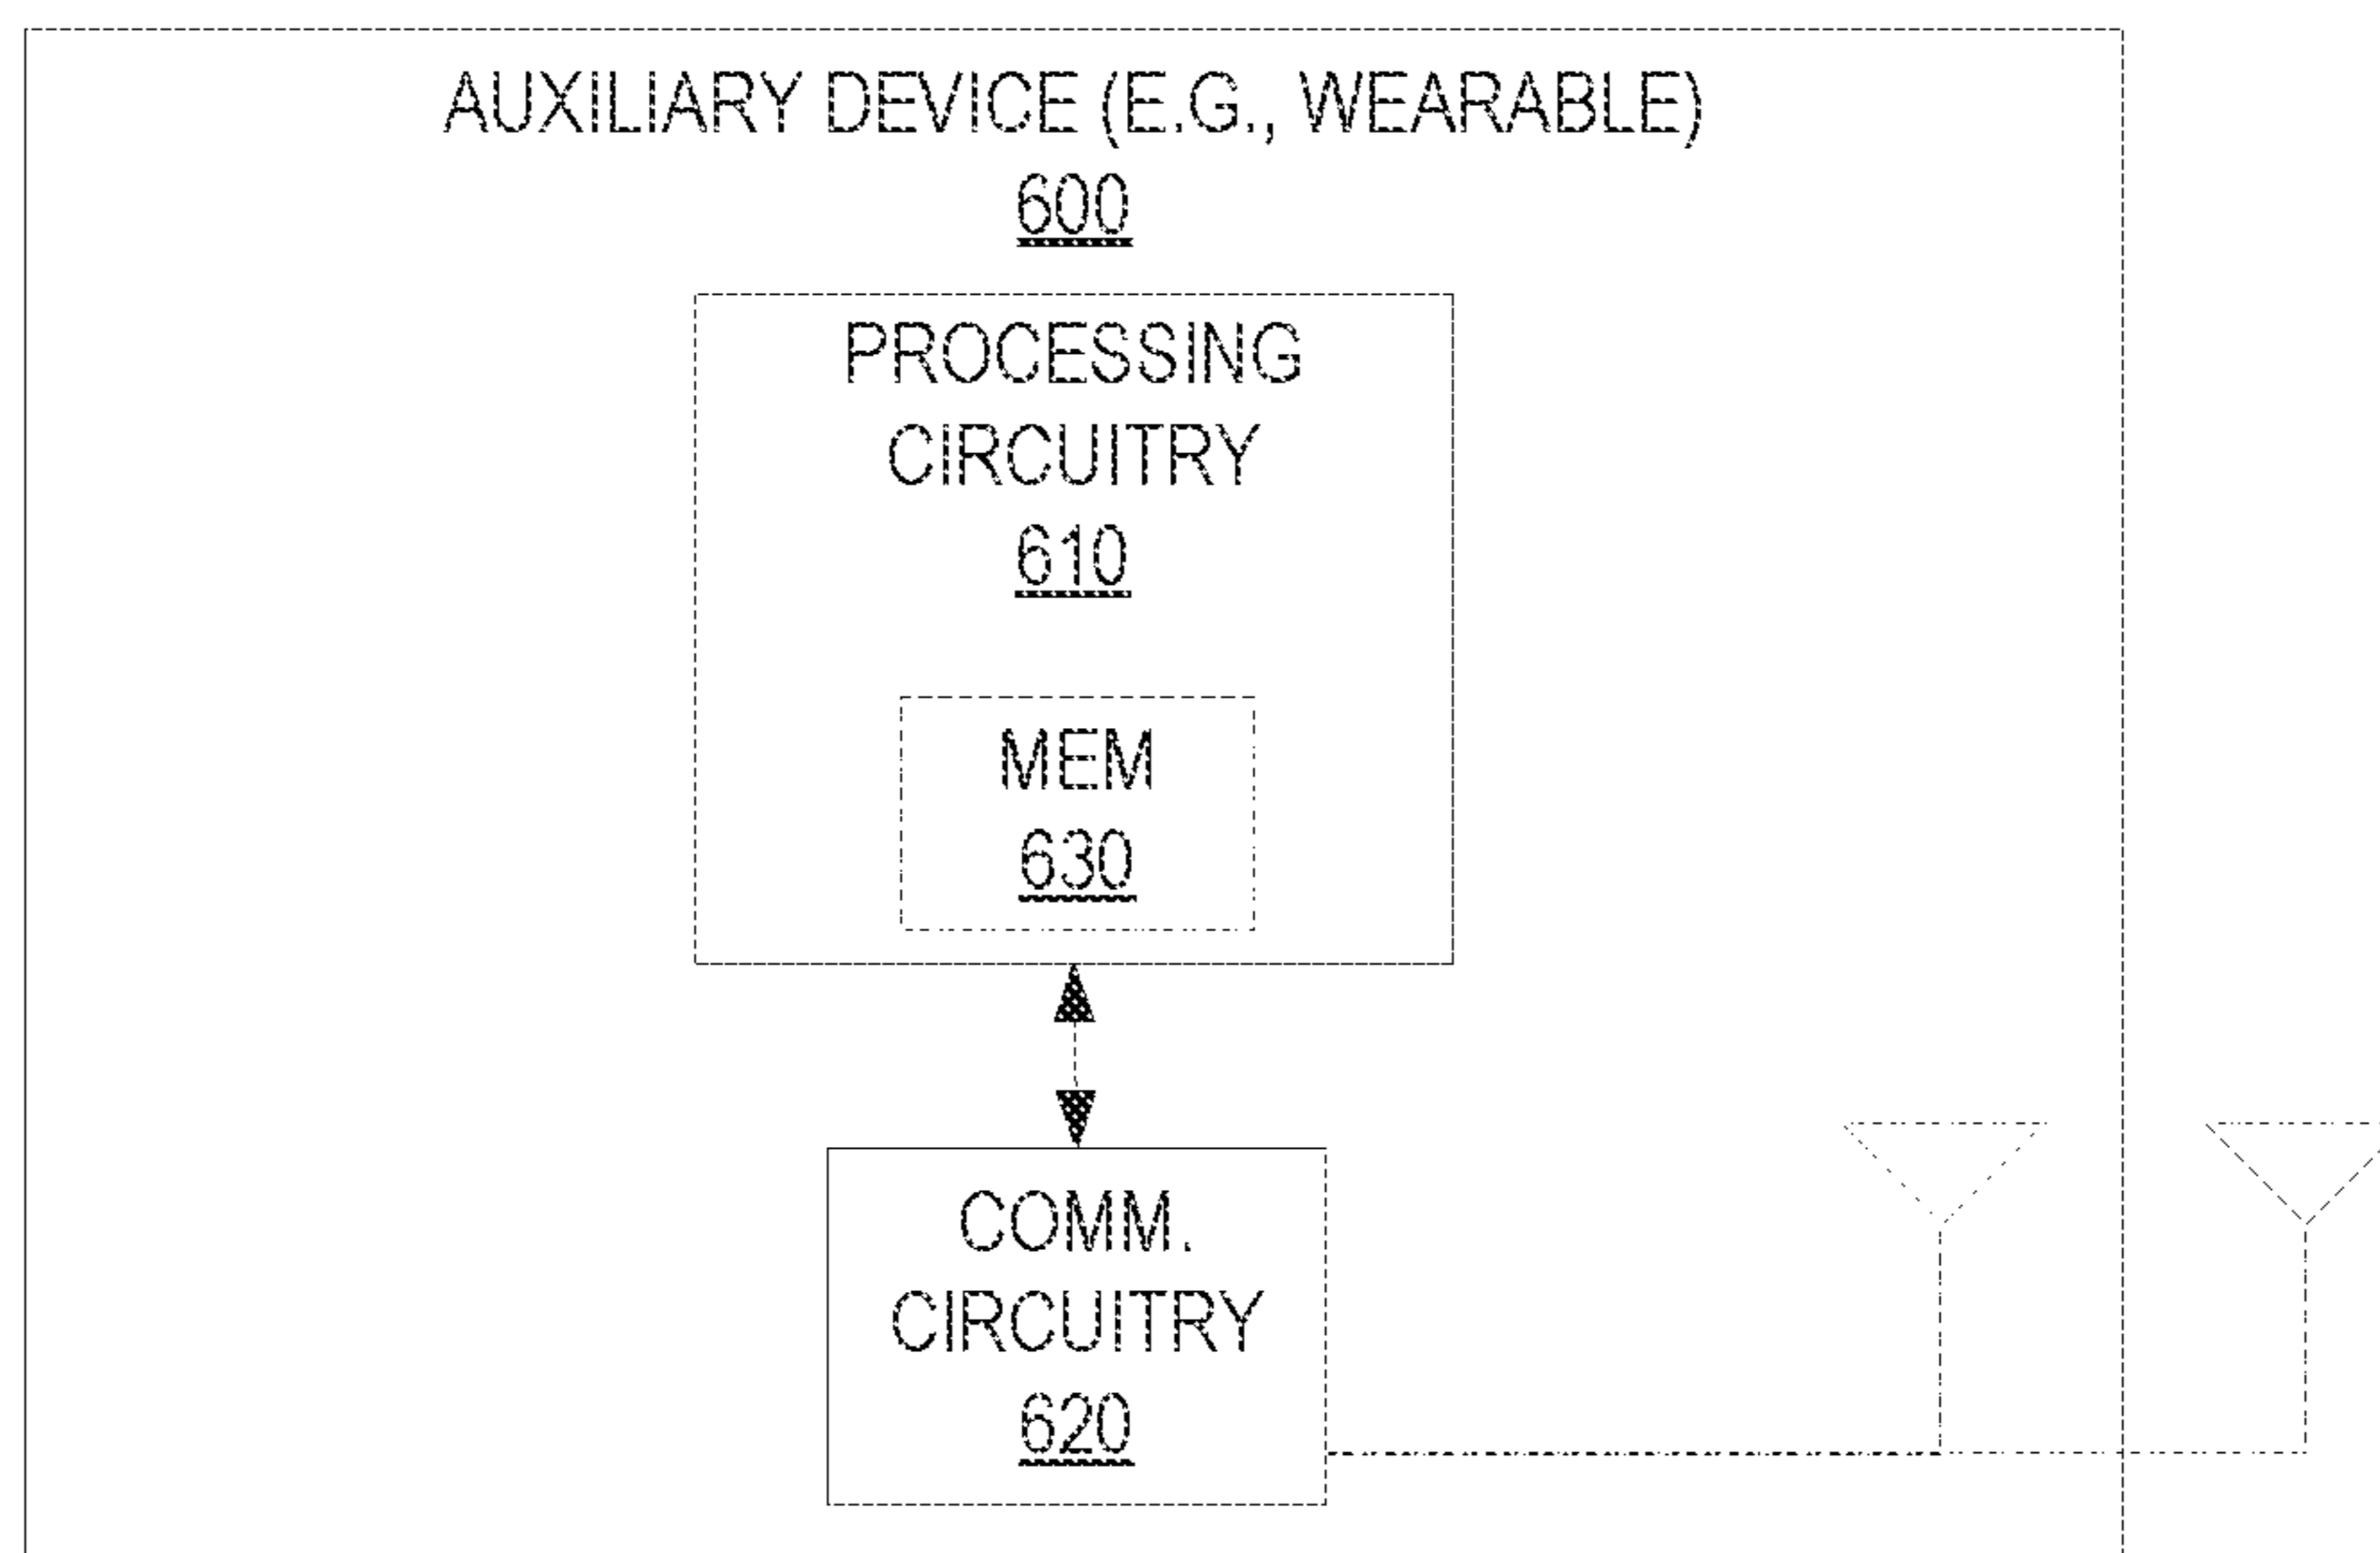 AUXILIARY DEVICE (E.G., WEARABLE)
600
PROCESSING
CIRCUITRY
610
MEM
630
COMM.
CIRCUITRY
620